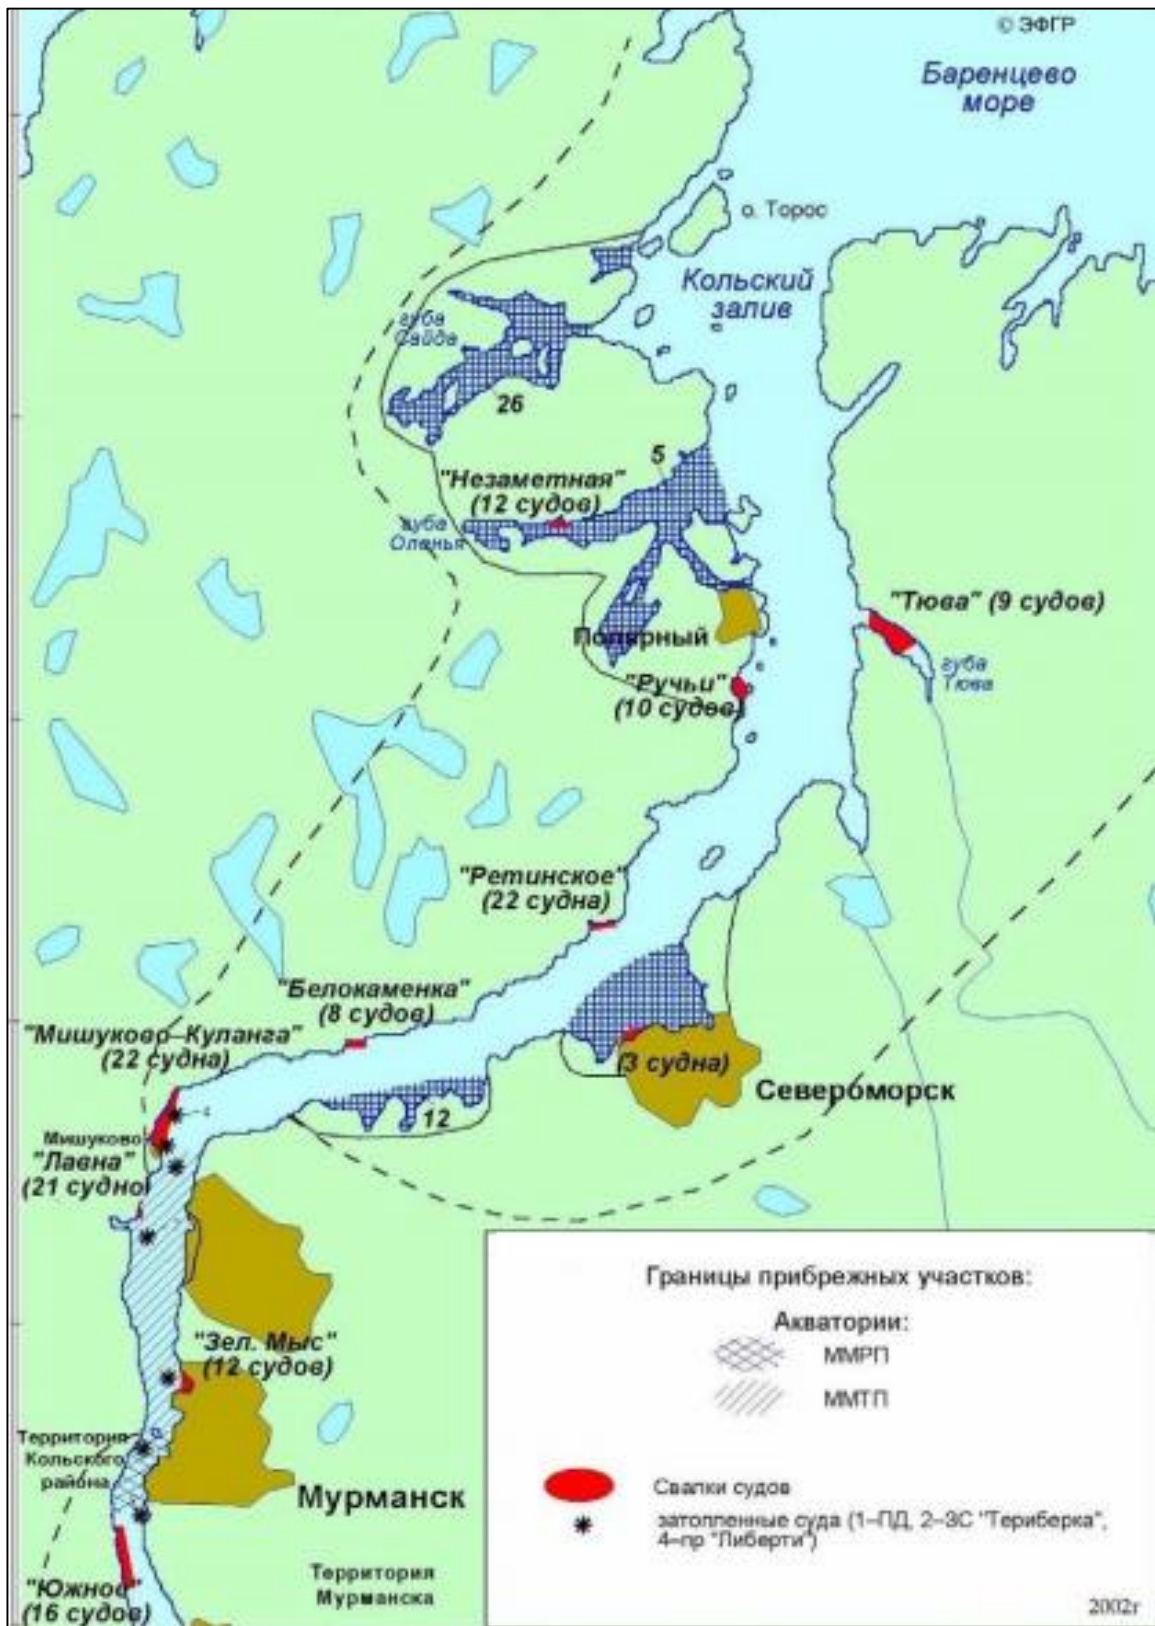 © ЭФГР
Баренцево
море
о. Торос
Кольский
залив
губа
Сайда
26
5
"Незаметная"
(12 судов)
губа
Оленья
"Тюва" (9 судов)
Полярный
губа
Тюва
"Ручьи"
(10 судов)
"Ретинское"
(22 судна)
"Белокаменка"
(8 судов)
"Мишуково–Куланга"
(22 судна)
(3 судна)
Североморск
12
Мишуково
"Лавна"
(21 судно)
"Зел. Мыс"
(12 судов)
Территория
Кольского
района
Мурманск
Территория
Мурманска
"Южное"
(16 судов)
Границы прибрежных участков:
Акватории:
ММРП
ММТП
Свалки судов
затопленные суда (1–ПД, 2–ЗС "Териберка",
4–пр "Либерти")
2002г